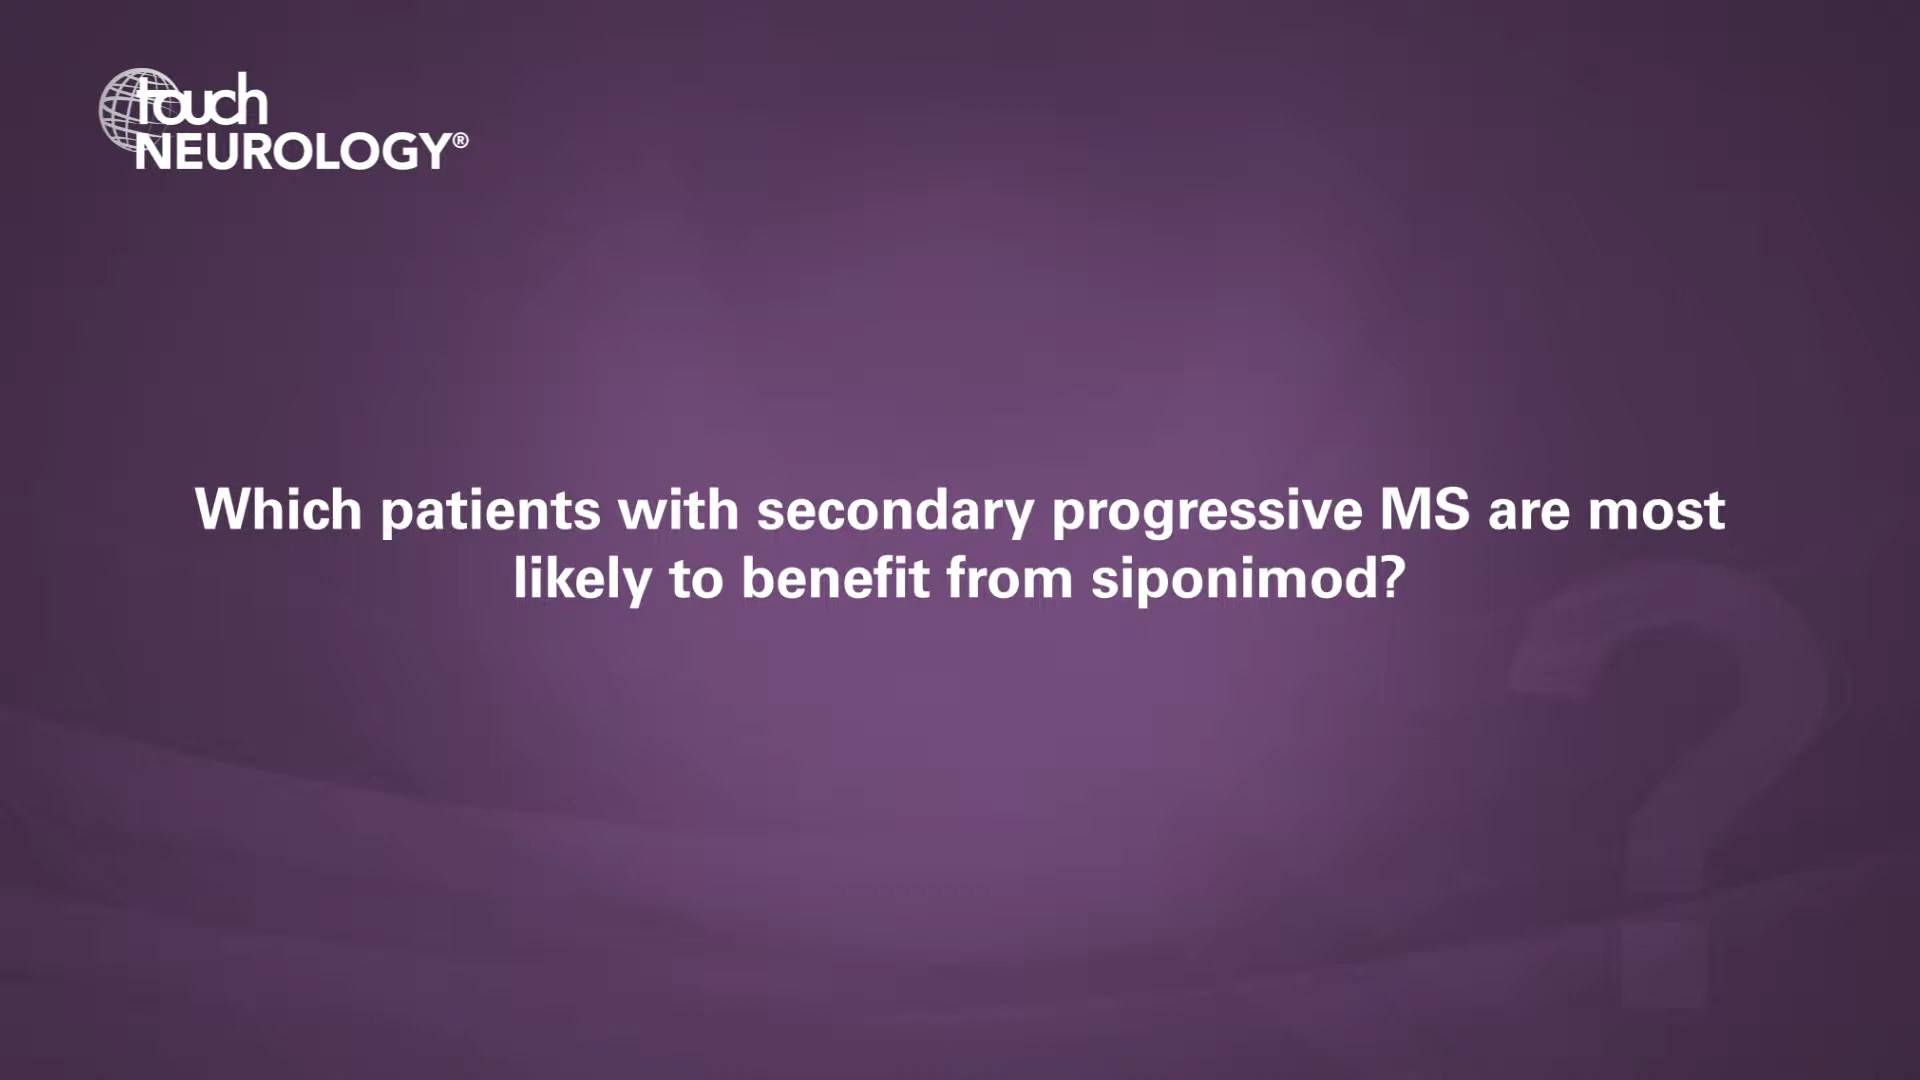 touch
NEUROLOGY®
Which patients with secondary progressive MS are most
likely to benefit from siponimod?